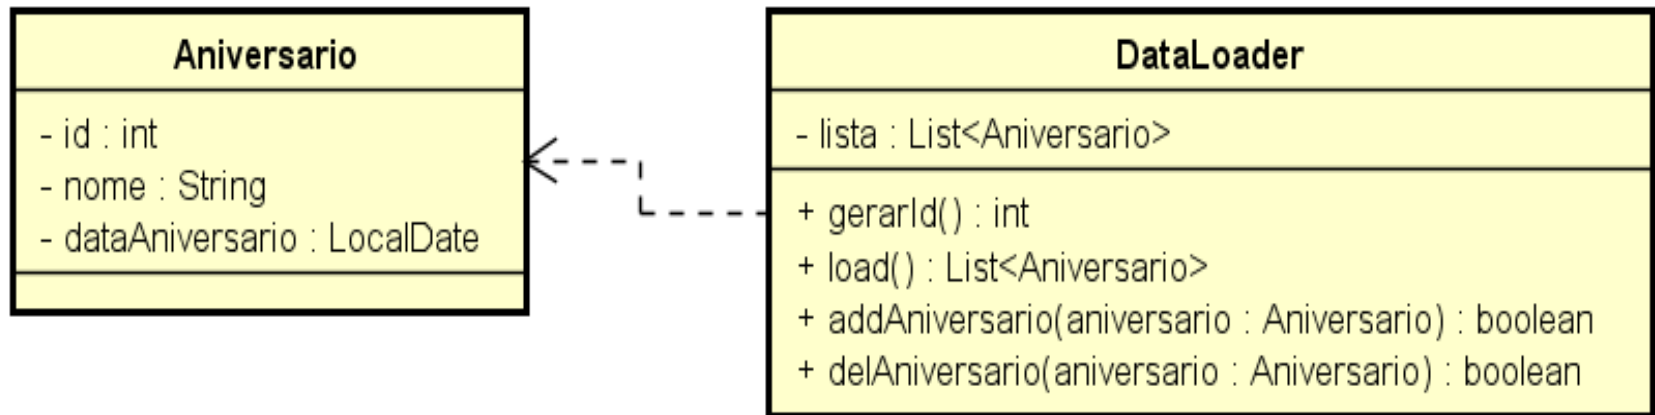 Aniversario
- id : int
- nome : String
- dataAniversario : LocalDate
DataLoader
- lista : List<Aniversario>
+ gerarId() : int
+ load() : List<Aniversario>
+ addAniversario(aniversario : Aniversario) : boolean
+ delAniversario(aniversario : Aniversario) : boolean